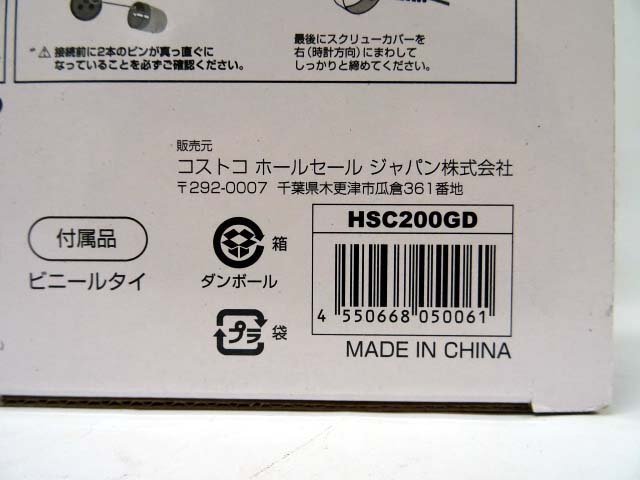 *⚠ 接続前に2本のピンが真っ直ぐに
なっていることを必ずご確認ください。
最後にスクリューカバーを
右（時計方向）にまわして
しっかりと締めてください。
販売元
コストコ ホールセール ジャパン株式会社
〒292-0007 千葉県木更津市瓜倉361番地
付属品
ビニールタイ
箱
ダンボール
プラ 袋
HSC200GD
4 550668 050061
MADE IN CHINA